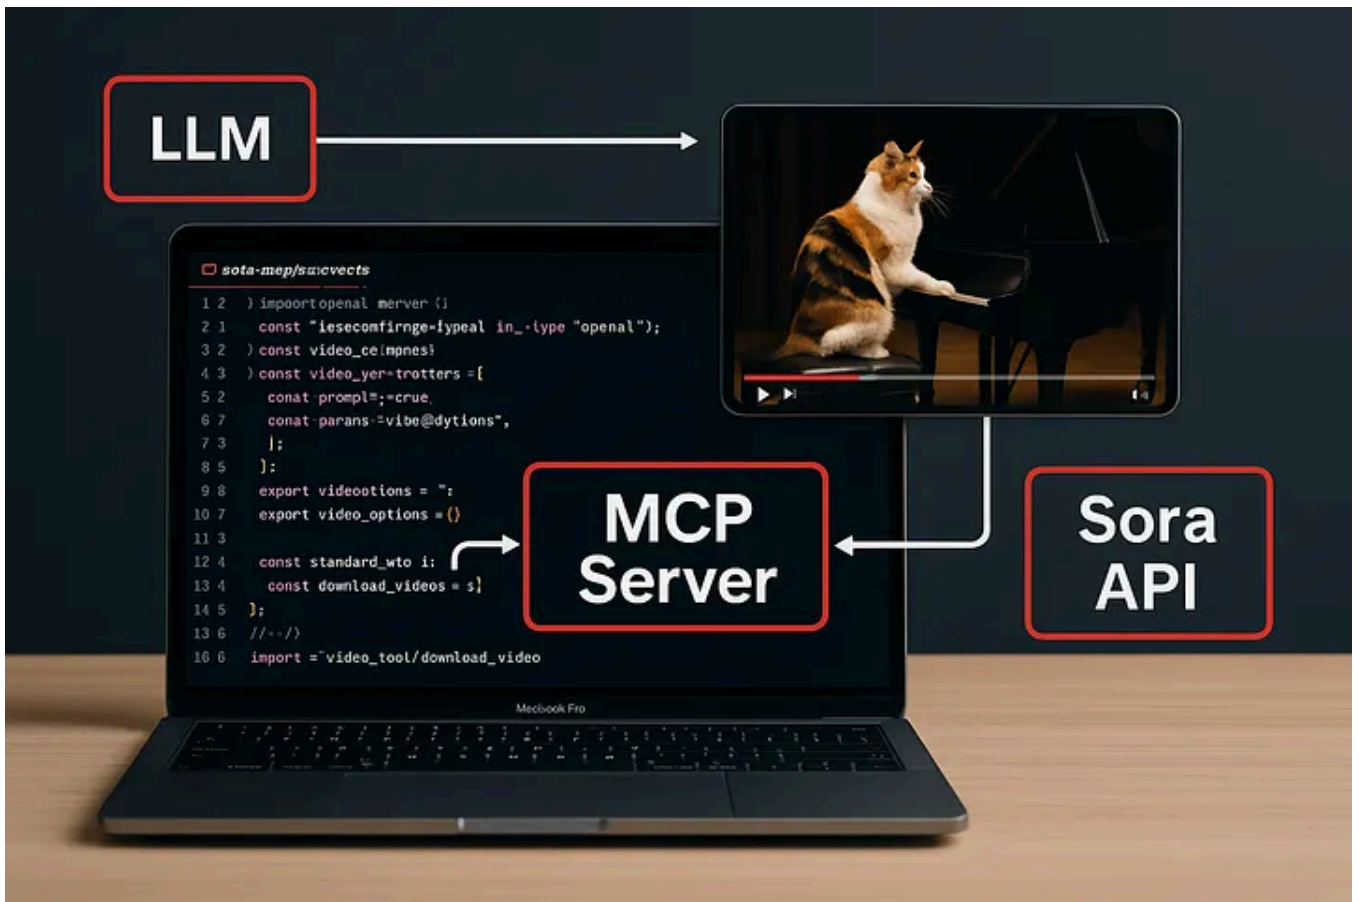 LLM
sota-mep/smcvects
1 2 ) impoort openal merver (l
2 1 const "iesecomfirnge-lypeal in_-type "openal");
3 2 ) const video_ce mpnes}
4 3 ) const video_yer-trotters =[
5 2 conat prompl=;=crue,
6 7 conat parans ="vibe@dytions",
7 3 ];
8 5 ]:
9 8 export videootions = ":
10 7 export video_options =()
11 3
12 4 const standard_wto i:
13 4 const download_videos = s]
14 5 ];
13 6 //--/)
16 6 import = video_tool/download_video
MCP
Server
Sora
API
Mecbook Fro